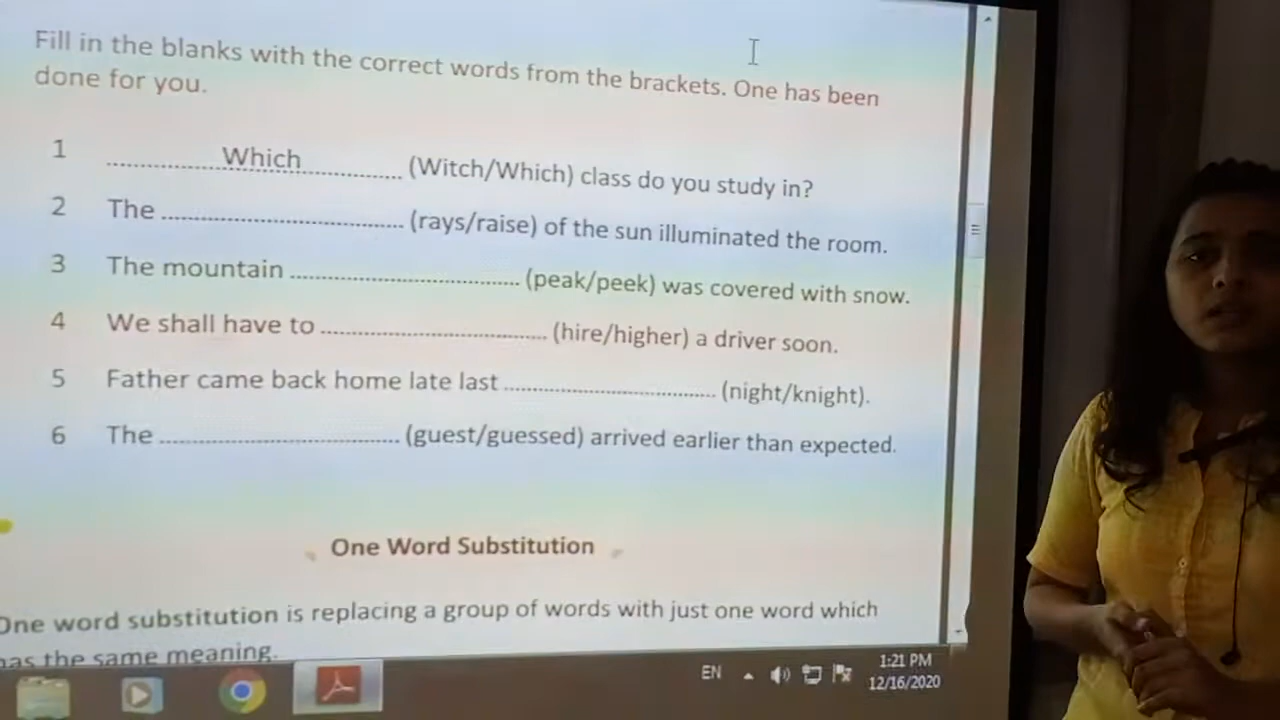 Fill in the blanks with the correct words from the brackets. One has been
done for you.
1 ........Which........ (Witch/Which) class do you study in?
2 The ................ (rays/raise) of the sun illuminated the room.
3 The mountain ................ (peak/peek) was covered with snow.
4 We shall have to ................ (hire/higher) a driver soon.
5 Father came back home late last ................ (night/knight).
6 The ................ (guest/guessed) arrived earlier than expected.
One Word Substitution
One word substitution is replacing a group of words with just one word which
has the same meaning.
EN
1:21 PM
12/16/2020